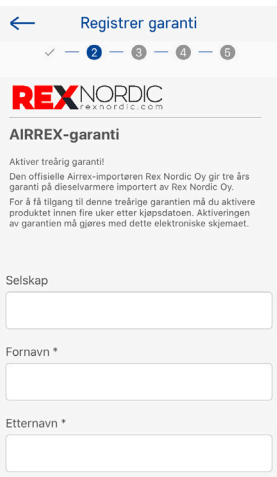 Registrer garanti
2 3 4 5
REX NORDIC
rexnordic.com
AIRREX-garanti
Aktiver treårig garanti!
Den offisielle Airrex-importøren Rex Nordic Oy gir tre års
garanti på dieselvarmere importert av Rex Nordic Oy.
For å få tilgang til denne treårige garantien må du aktivere
produktet innen fire uker etter kjøpsdatoen. Aktiveringen
av garantien må gjøres med dette elektroniske skjemaet.
Selskap
Fornavn *
Etternavn *